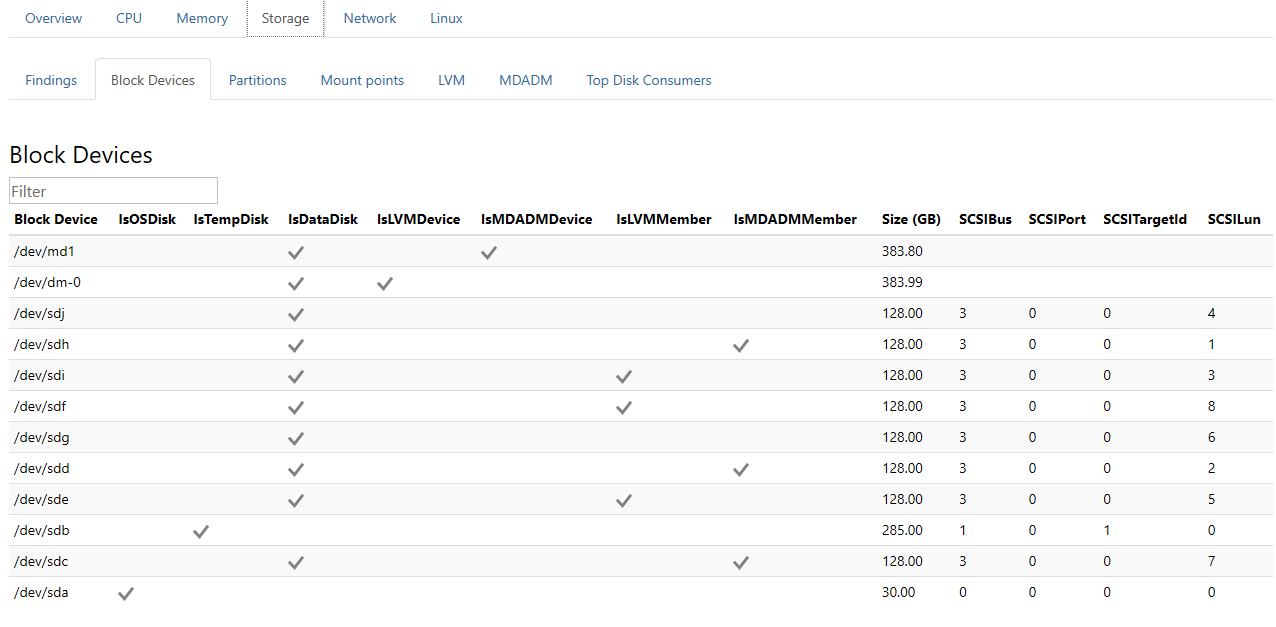 Overview CPU Memory Storage Network Linux
Findings Block Devices Partitions Mount points LVM MDADM Top Disk Consumers
Block Devices
Filter
Block Device IsOSDisk IsTempDisk IsDataDisk IsLVMDevice IsMDADMDevice IsLVMMember IsMDADMMember Size (GB) SCSIBus SCSIPort SCSITargetId SCSILun
/dev/md1 ✓ ✓ 383.80
/dev/dm-0 ✓ ✓ 383.99
/dev/sdj ✓ 128.00 3 0 0 4
/dev/sdh ✓ ✓ 128.00 3 0 0 1
/dev/sdi ✓ ✓ 128.00 3 0 0 3
/dev/sdf ✓ ✓ 128.00 3 0 0 8
/dev/sdg ✓ 128.00 3 0 0 6
/dev/sdd ✓ ✓ 128.00 3 0 0 2
/dev/sde ✓ ✓ 128.00 3 0 0 5
/dev/sdb ✓ 285.00 1 0 1 0
/dev/sdc ✓ ✓ 128.00 3 0 0 7
/dev/sda ✓ 30.00 0 0 0 0